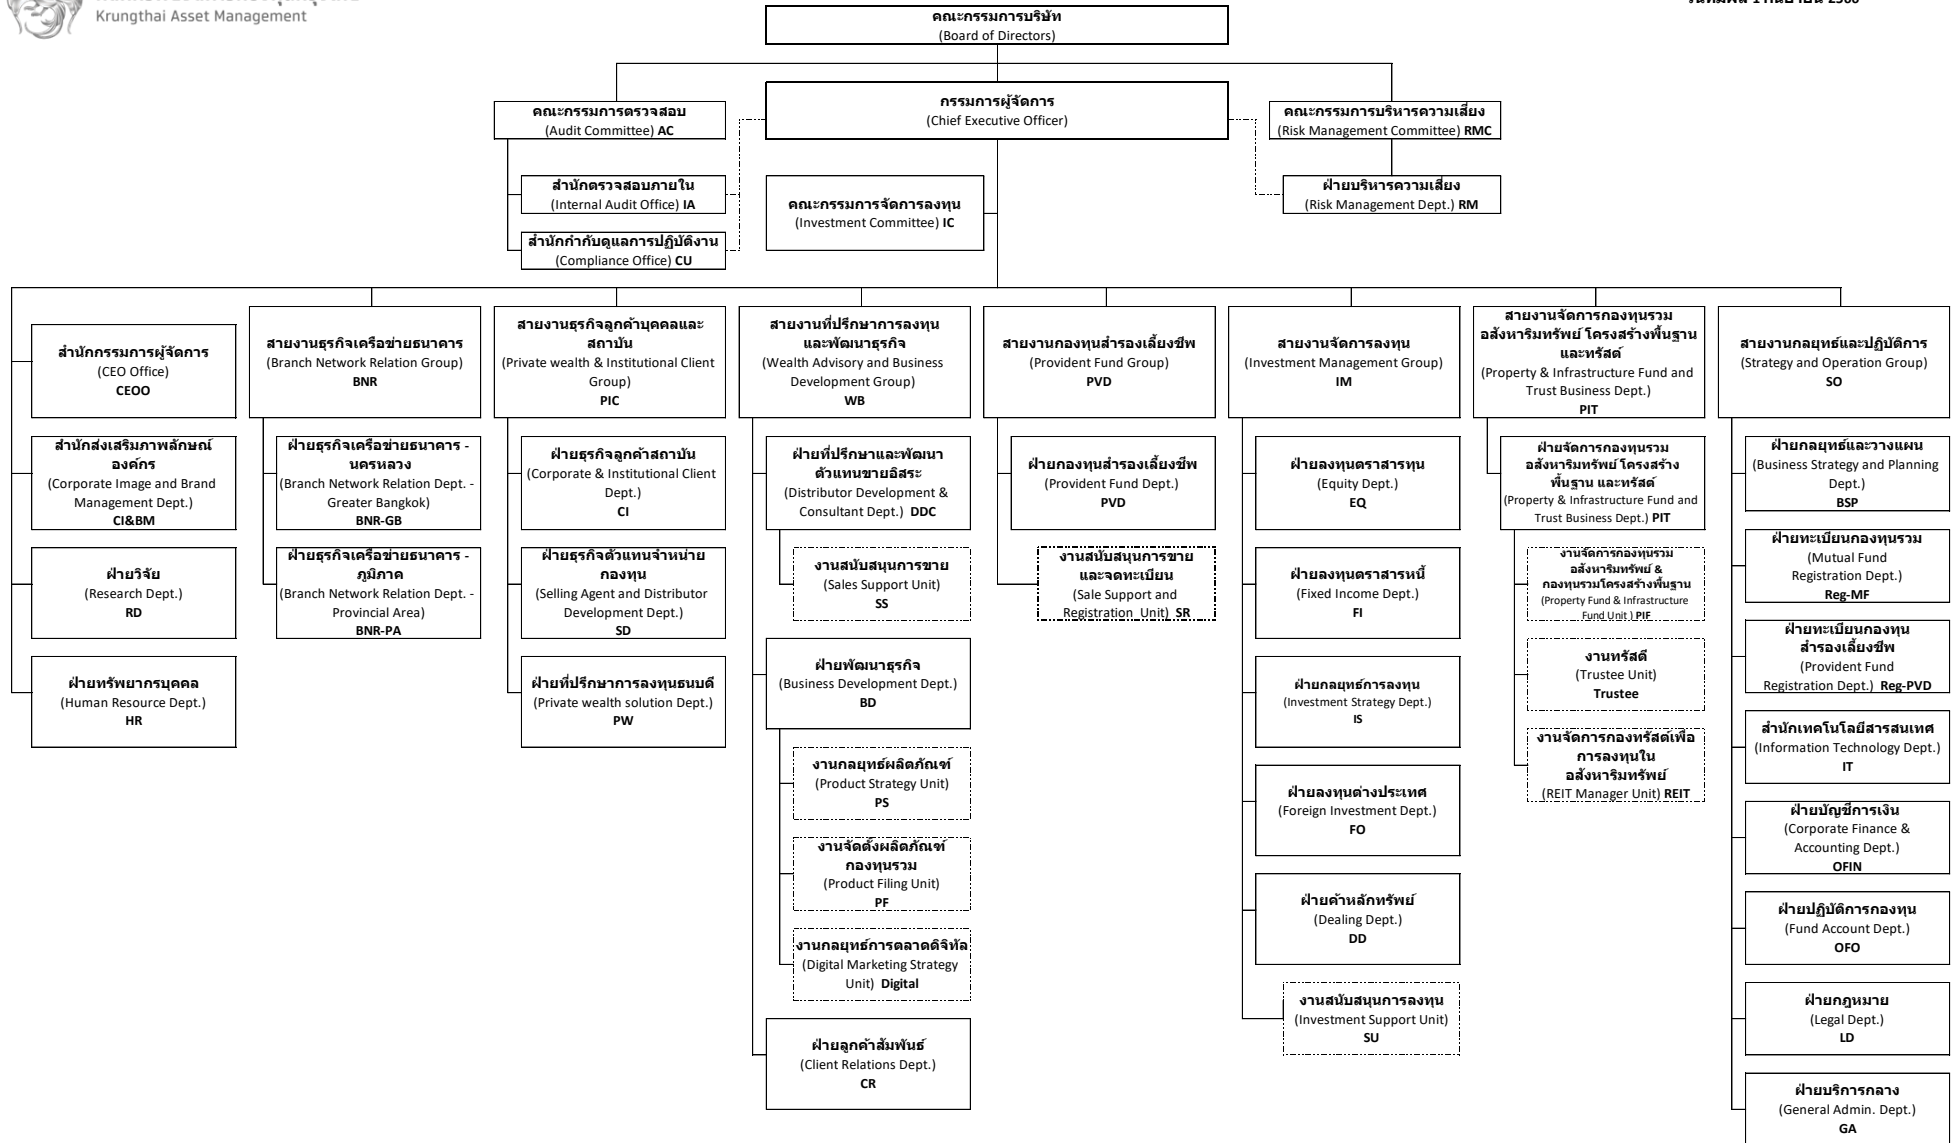 Krungthai Asset Management
คณะกรรมการบริษัท
(Board of Directors)
คณะกรรมการตรวจสอบ
(Audit Committee) AC
กรรมการผู้จัดการ
(Chief Executive Officer)
คณะกรรมการบริหารความเสี่ยง
(Risk Management Committee) RMC
สำนักตรวจสอบภายใน
(Internal Audit Office) IA
คณะกรรมการจัดการลงทุน
(Investment Committee) IC
ฝ่ายบริหารความเสี่ยง
(Risk Management Dept.) RM
สำนักกำกับดูแลการปฏิบัติงาน
(Compliance Office) CU
สำนักกรรมการผู้จัดการ
(CEO Office)
CEOO
สำนักส่งเสริมภาพลักษณ์
องค์กร
(Corporate Image and Brand
Management Dept.)
CI&BM
ฝ่ายวิจัย
(Research Dept.)
RD
ฝ่ายทรัพยากรบุคคล
(Human Resource Dept.)
HR
สายงานธุรกิจเครือข่ายธนาคาร
(Branch Network Relation Group)
BNR
ฝ่ายธุรกิจเครือข่ายธนาคาร -
นครหลวง
(Branch Network Relation Dept. -
Greater Bangkok)
BNR-GB
ฝ่ายธุรกิจเครือข่ายธนาคาร -
ภูมิภาค
(Branch Network Relation Dept. -
Provincial Area)
BNR-PA
สายงานธุรกิจลูกค้าบุคคลและ
สถาบัน
(Private wealth & Institutional Client
Group)
PIC
ฝ่ายธุรกิจลูกค้าสถาบัน
(Corporate & Institutional Client
Dept.)
CI
ฝ่ายธุรกิจตัวแทนจำหน่าย
กองทุน
(Selling Agent and Distributor
Development Dept.)
SD
ฝ่ายที่ปรึกษาการลงทุนธนบดี
(Private wealth solution Dept.)
PW
สายงานที่ปรึกษาการลงทุน
และพัฒนาธุรกิจ
(Wealth Advisory and Business
Development Group)
WB
ฝ่ายที่ปรึกษาและพัฒนา
ตัวแทนขายอิสระ
(Distributor Development &
Consultant Dept.) DDC
งานสนับสนุนการขาย
(Sales Support Unit)
SS
ฝ่ายพัฒนาธุรกิจ
(Business Development Dept.)
BD
งานกลยุทธ์ผลิตภัณฑ์
(Product Strategy Unit)
PS
งานจัดตั้งผลิตภัณฑ์
กองทุนรวม
(Product Filing Unit)
PF
งานกลยุทธ์การตลาดดิจิทัล
(Digital Marketing Strategy
Unit) Digital
ฝ่ายลูกค้าสัมพันธ์
(Client Relations Dept.)
CR
สายงานกองทุนสำรองเลี้ยงชีพ
(Provident Fund Group)
PVD
ฝ่ายกองทุนสำรองเลี้ยงชีพ
(Provident Fund Dept.)
PVD
งานสนับสนุนการขาย
และจดทะเบียน
(Sale Support and
Registration Unit) SR
สายงานจัดการลงทุน
(Investment Management Group)
IM
ฝ่ายลงทุนตราสารทุน
(Equity Dept.)
EQ
ฝ่ายลงทุนตราสารหนี้
(Fixed Income Dept.)
FI
ฝ่ายกลยุทธ์การลงทุน
(Investment Strategy Dept.)
IS
ฝ่ายลงทุนต่างประเทศ
(Foreign Investment Dept.)
FO
ฝ่ายค้าหลักทรัพย์
(Dealing Dept.)
DD
งานสนับสนุนการลงทุน
(Investment Support Unit)
SU
สายงานจัดการกองทุนรวม
อสังหาริมทรัพย์ โครงสร้างพื้นฐาน
และทรัสต์
(Property & Infrastructure Fund and
Trust Business Dept.)
PIT
ฝ่ายจัดการกองทุนรวม
อสังหาริมทรัพย์ โครงสร้าง
พื้นฐาน และทรัสต์
(Property & Infrastructure Fund and
Trust Business Dept.) PIT
งานจัดการกองทุนรวม
อสังหาริมทรัพย์ &
กองทุนรวมโครงสร้างพื้นฐาน
(Property Fund & Infrastructure
Fund Unit ) PIF
งานทรัสตี
(Trustee Unit)
Trustee
งานจัดการกองทรัสต์เพื่อ
การลงทุนใน
อสังหาริมทรัพย์
(REIT Manager Unit) REIT
สายงานกลยุทธ์และปฏิบัติการ
(Strategy and Operation Group)
SO
ฝ่ายกลยุทธ์และวางแผน
(Business Strategy and Planning
Dept.)
BSP
ฝ่ายทะเบียนกองทุนรวม
(Mutual Fund
Registration Dept.)
Reg-MF
ฝ่ายทะเบียนกองทุน
สำรองเลี้ยงชีพ
(Provident Fund
Registration Dept.) Reg-PVD
สำนักเทคโนโลยีสารสนเทศ
(Information Technology Dept.)
IT
ฝ่ายบัญชีการเงิน
(Corporate Finance &
Accounting Dept.)
OFIN
ฝ่ายปฏิบัติการกองทุน
(Fund Account Dept.)
OFO
ฝ่ายกฎหมาย
(Legal Dept.)
LD
ฝ่ายบริการกลาง
(General Admin. Dept.)
GA